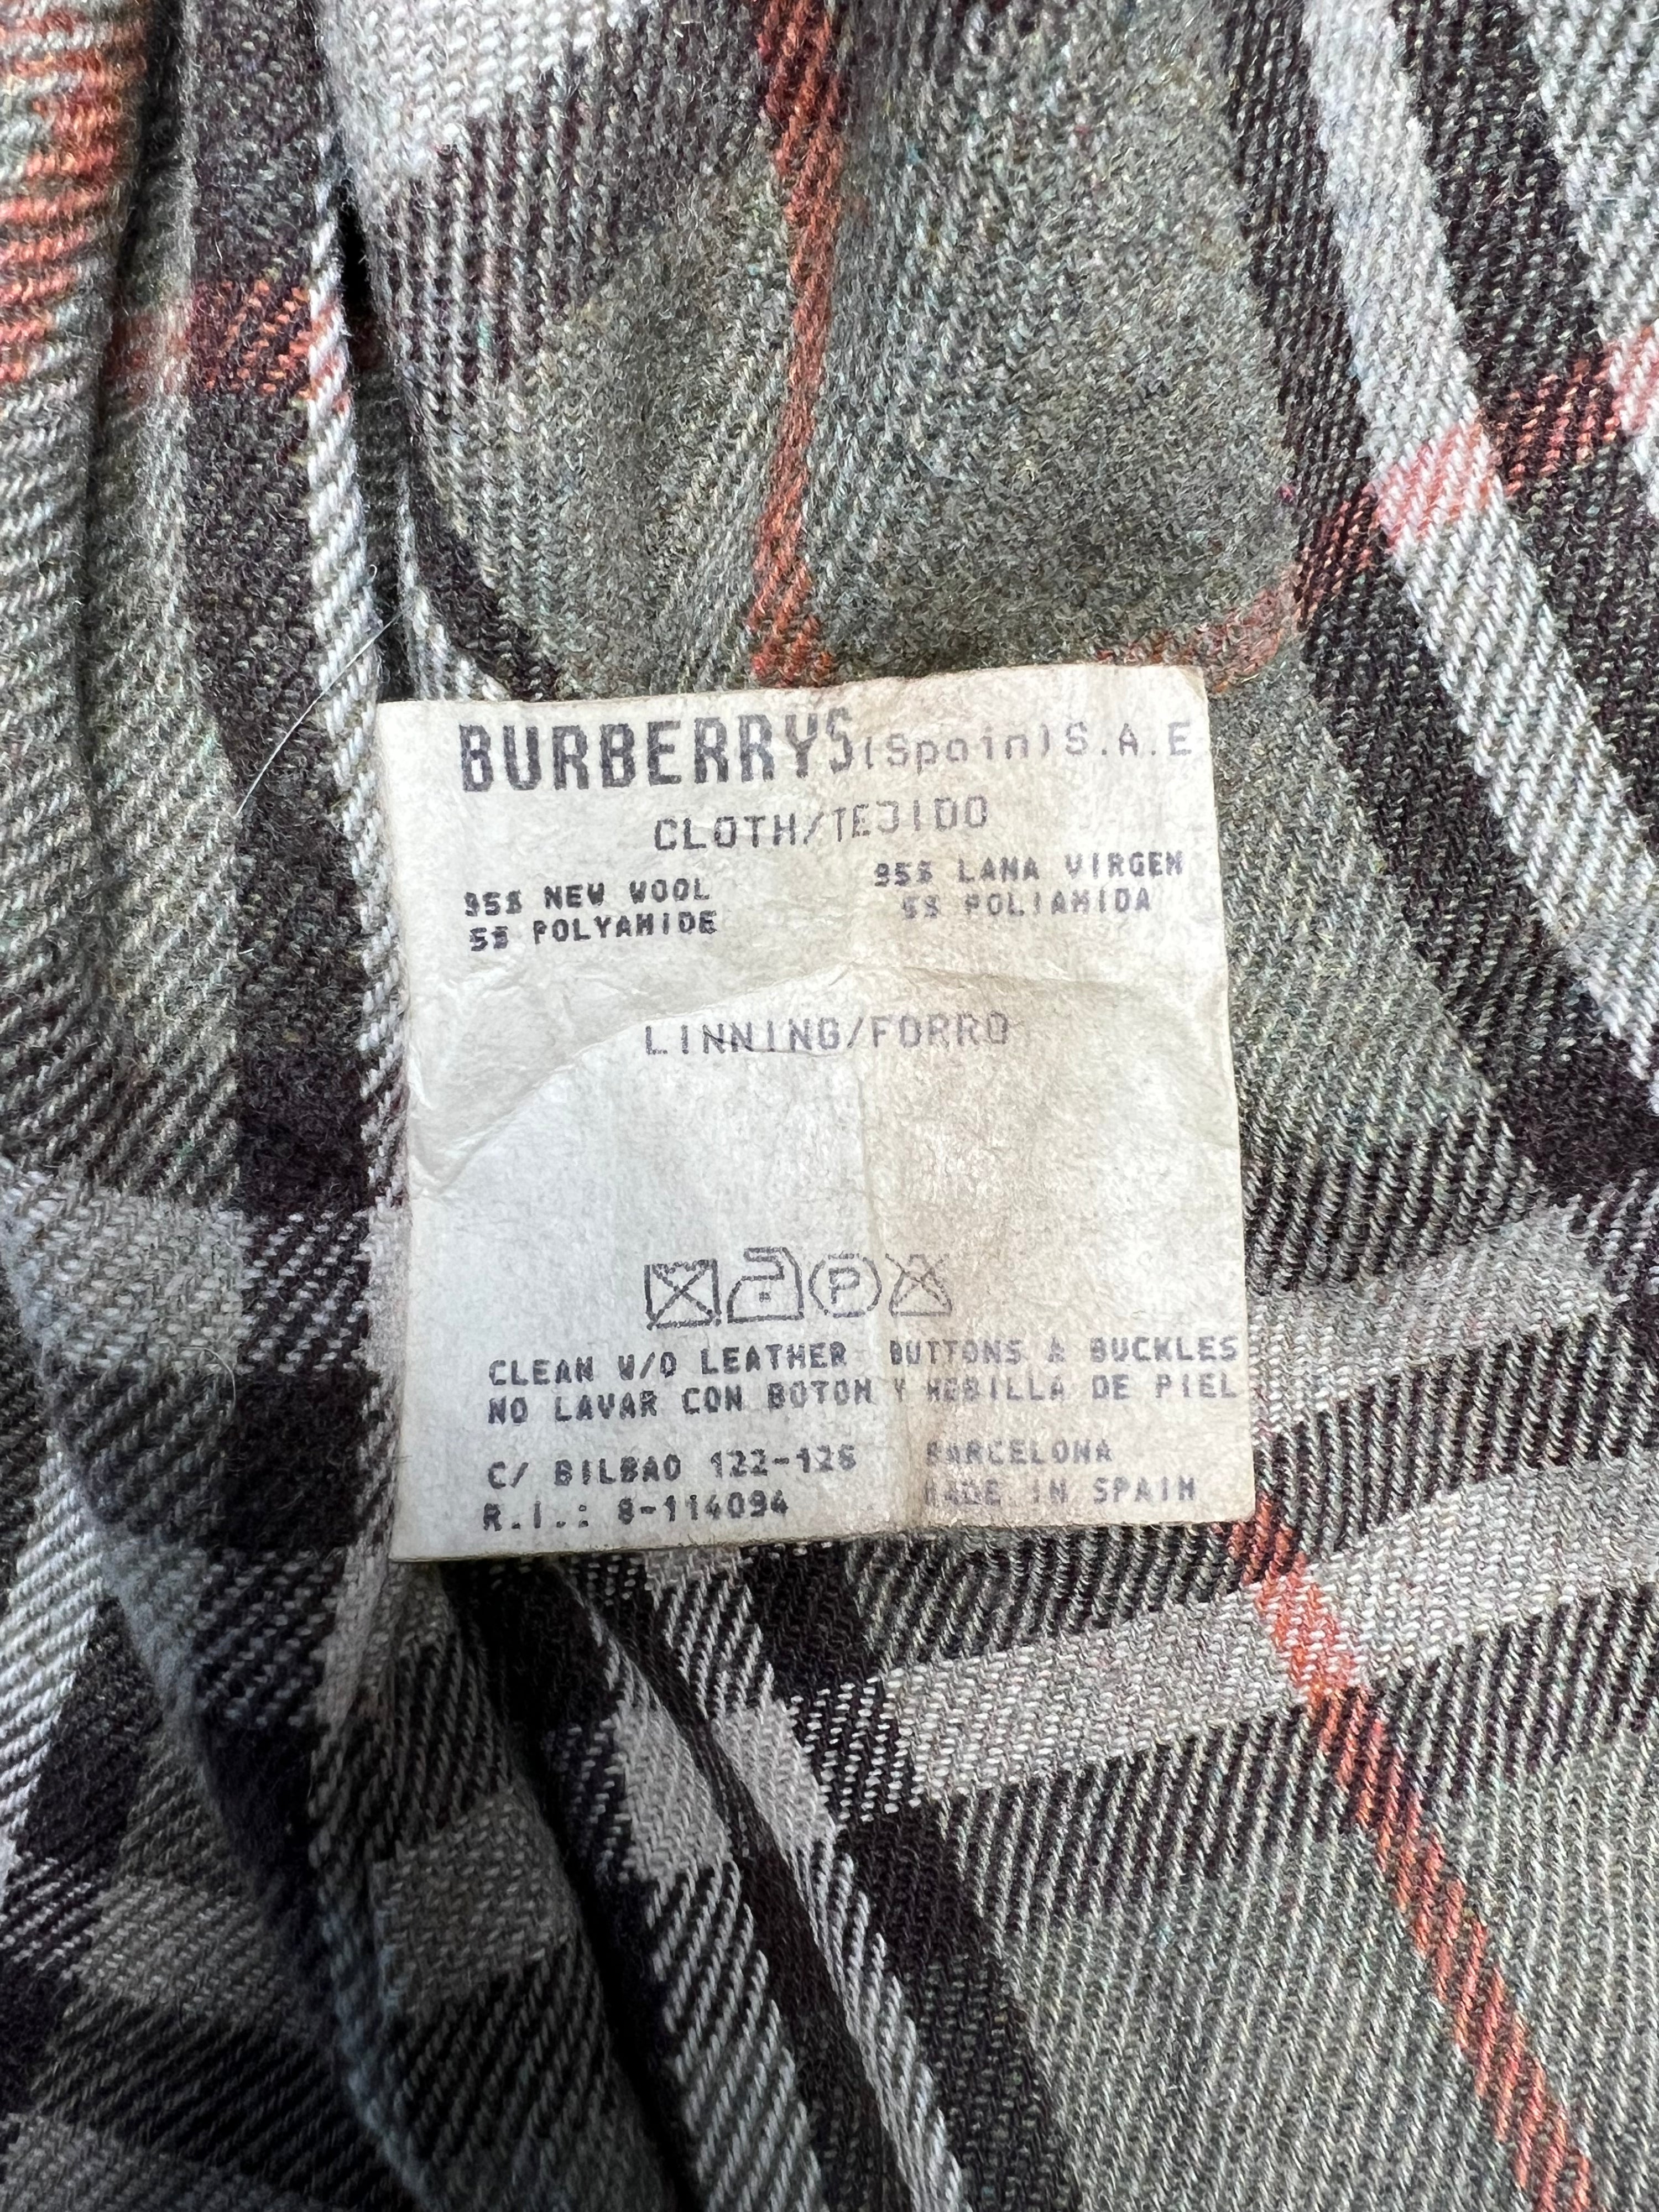 BURBERRYS (Spain) S.A.E
CLOTH/TEJIDO
95% NEW WOOL 95% LANA VIRGEN
5% POLYAMIDE 5% POLIAMIDA
LINNING/FORRO
P
CLEAN W/O LEATHER BUTTONS & BUCKLES
NO LAVAR CON BOTON Y HEBILLA DE PIEL
C/ BILBAO 122-126 BARCELONA
R.I.: 8-114094 MADE IN SPAIN